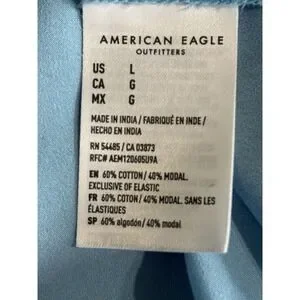 AMERICAN EAGLE
OUTFITTERS
US L
CA G
MX G
MADE IN INDIA / FABRIQUÉ EN INDE /
HECHO EN INDIA
RN 54485 / CA 03873
RFC# AEM120605U9A
EN 60% COTTON/ 40% MODAL.
EXCLUSIVE OF ELASTIC
FR 60% COTON/ 40% MODAL. SANS LES
ÉLASTIQUES
SP 60% algodón/ 40% modal